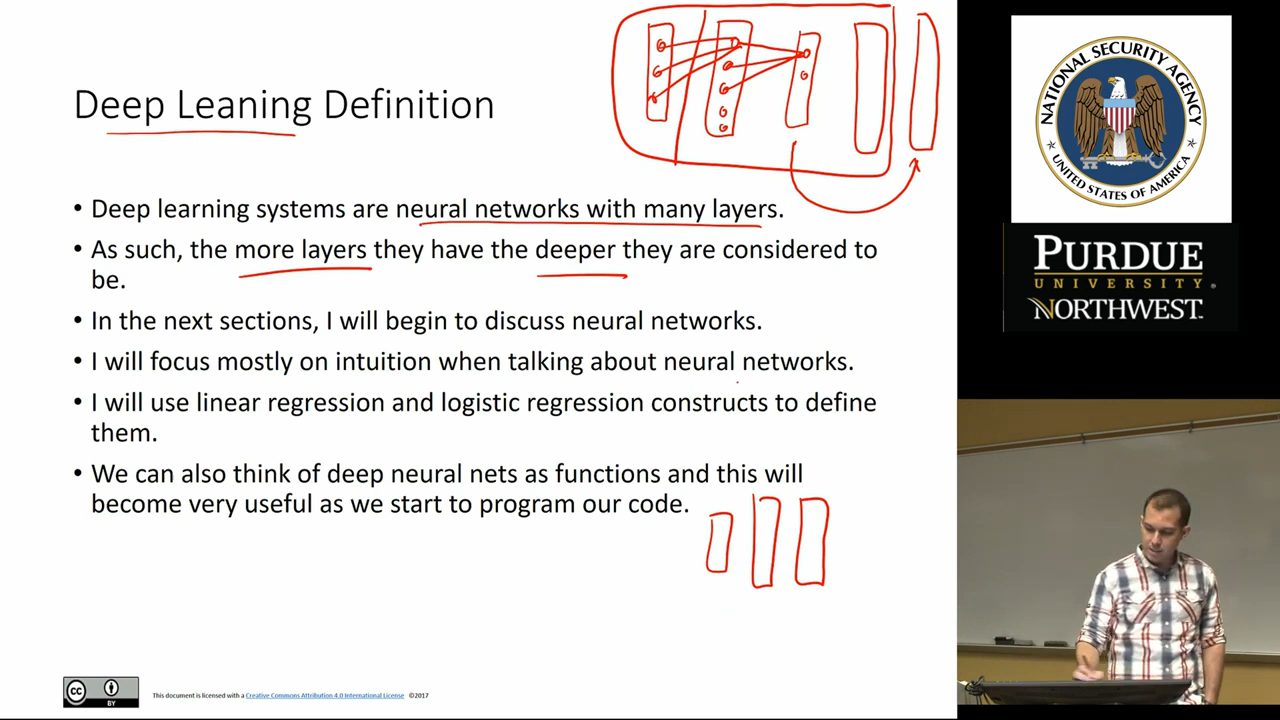 Deep Leaning Definition
• Deep learning systems are neural networks with many layers.
• As such, the more layers they have the deeper they are considered to
be.
• In the next sections, I will begin to discuss neural networks.
• I will focus mostly on intuition when talking about neural networks.
• I will use linear regression and logistic regression constructs to define
them.
• We can also think of deep neural nets as functions and this will
become very useful as we start to program our code.
cc
BY
This document is licensed with a Creative Commons Attribution 4.0 International License ©2017
NATIONAL SECURITY AGENCY
UNITED STATES OF AMERICA
PURDUE
UNIVERSITY
NORTHWEST